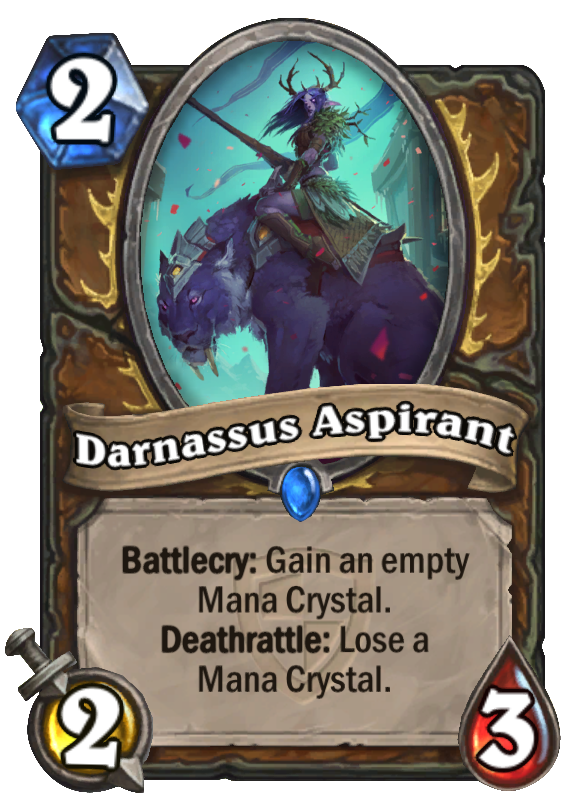 2
Darnassus Aspirant
Battlecry: Gain an empty
Mana Crystal.
Deathrattle: Lose a
Mana Crystal.
2
3